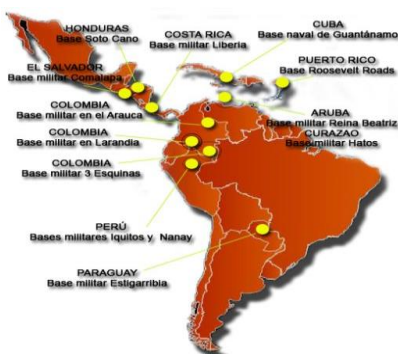 HONDURAS
Base Soto Cano
COSTA RICA
Base militar Liberia
CUBA
Base naval de Guantánamo
EL SALVADOR
Base militar Comalapa
PUERTO RICO
Base Roosevelt Roads
COLOMBIA
Base militar en el Arauca
ARUBA
Base militar Reina Beatriz
COLOMBIA
Base militar en Larandia
CURAZAO
Base militar Hatos
COLOMBIA
Base militar 3 Esquinas
PERÚ
Bases militares Iquitos y Nanay
PARAGUAY
Base militar Estigarribia